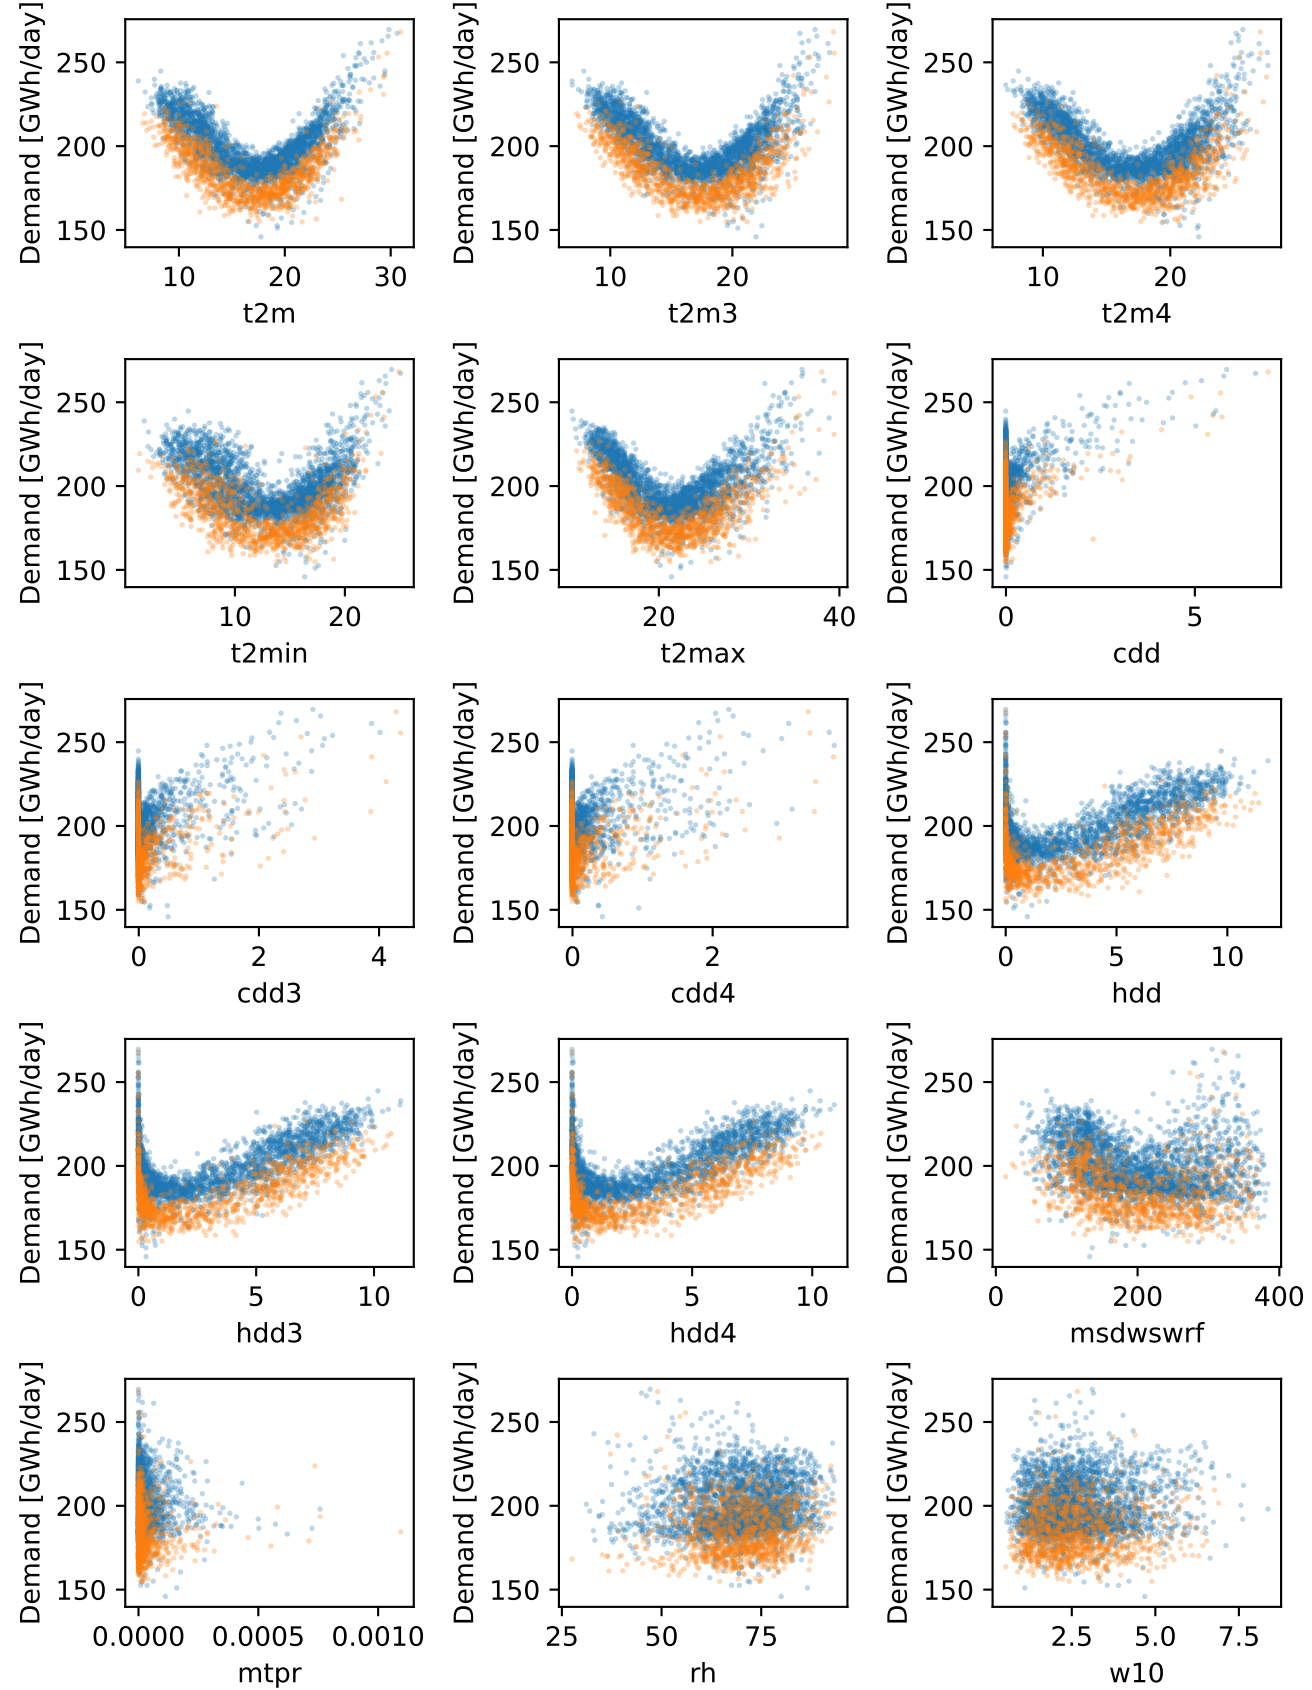 Demand [GWh/day]
250
200
150
10 20 30
t2m
Demand [GWh/day]
250
200
150
10 20
t2m3
Demand [GWh/day]
250
200
150
10 20
t2m4
Demand [GWh/day]
250
200
150
10 20
t2min
Demand [GWh/day]
250
200
150
20 40
t2max
Demand [GWh/day]
250
200
150
0 5
cdd
Demand [GWh/day]
250
200
150
0 2 4
cdd3
Demand [GWh/day]
250
200
150
0 2
cdd4
Demand [GWh/day]
250
200
150
0 5 10
hdd
Demand [GWh/day]
250
200
150
0 5 10
hdd3
Demand [GWh/day]
250
200
150
0 5 10
hdd4
Demand [GWh/day]
250
200
150
0 200 400
msdwswrf
Demand [GWh/day]
250
200
150
0.0000 0.0005 0.0010
mtpr
Demand [GWh/day]
250
200
150
25 50 75
rh
Demand [GWh/day]
250
200
150
2.5 5.0 7.5
w10